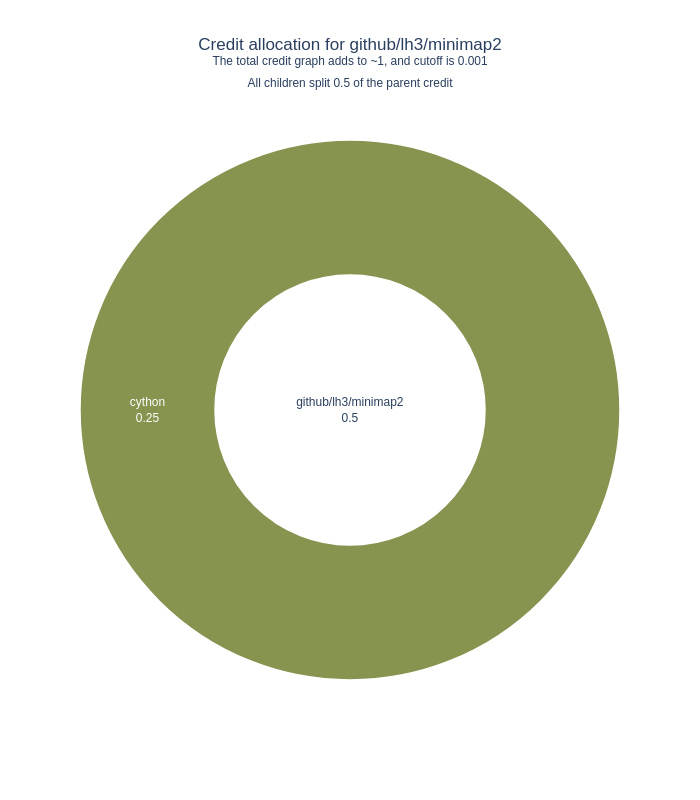 Credit allocation for github/lh3/minimap2
The total credit graph adds to ~1, and cutoff is 0.001
All children split 0.5 of the parent credit
cython
0.25
github/lh3/minimap2
0.5